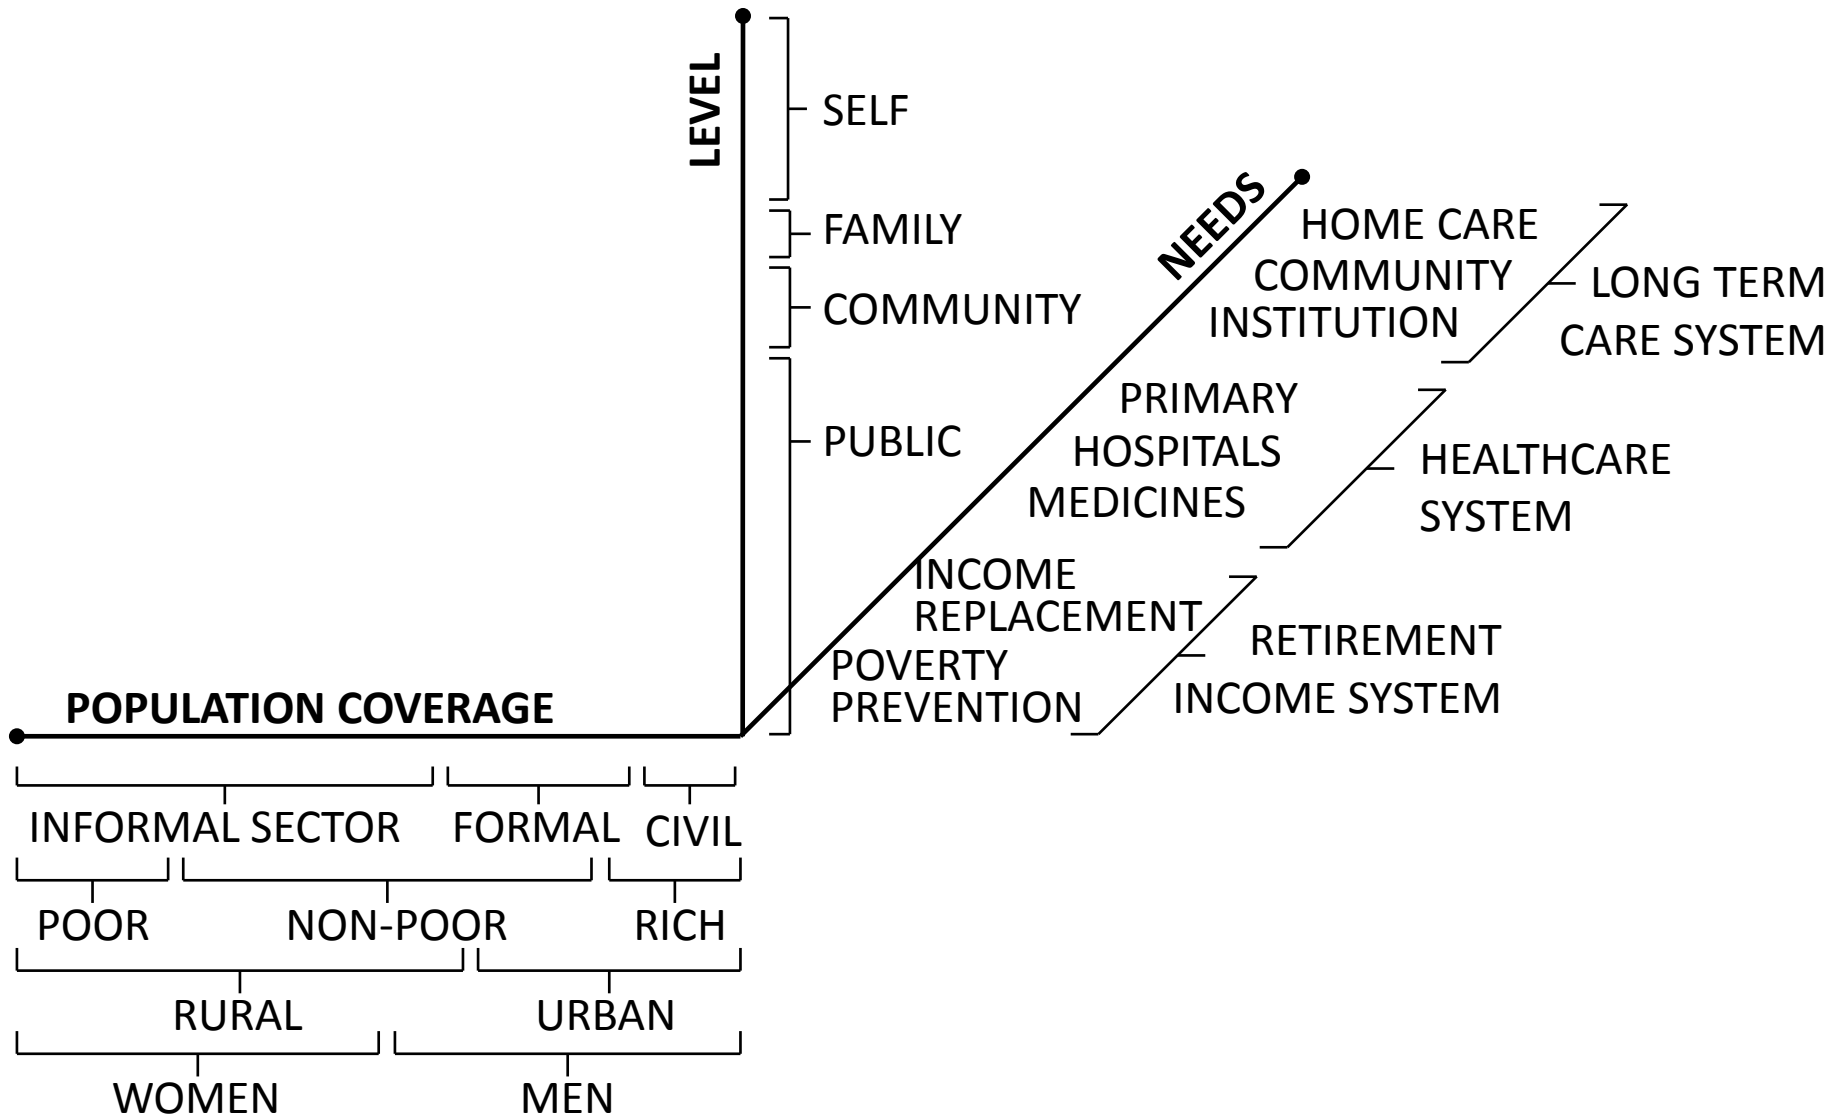 LEVEL
SELF
FAMILY
COMMUNITY
PUBLIC
NEEDS
HOME CARE
COMMUNITY
INSTITUTION
LONG TERM
CARE SYSTEM
PRIMARY
HOSPITALS
MEDICINES
HEALTHCARE
SYSTEM
INCOME
REPLACEMENT
POVERTY
PREVENTION
RETIREMENT
INCOME SYSTEM
POPULATION COVERAGE
INFORMAL SECTOR FORMAL CIVIL
POOR NON-POOR RICH
RURAL URBAN
WOMEN MEN